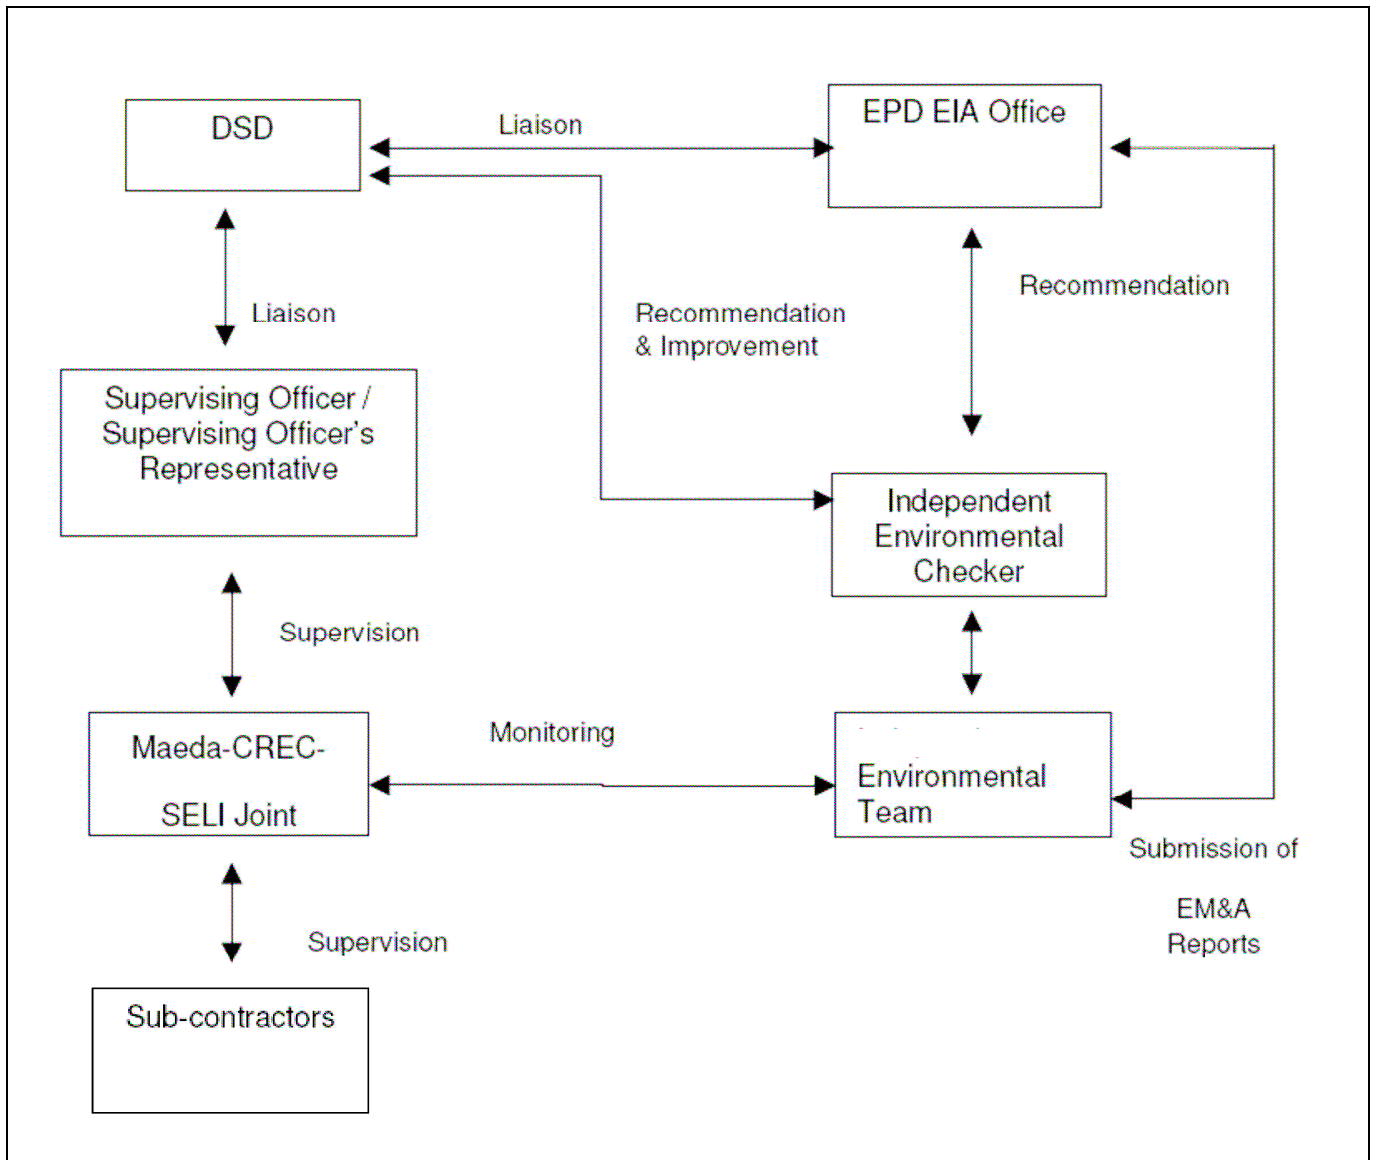 DSD
Liaison
EPD EIA Office
Liaison
Recommendation
& Improvement
Recommendation
Supervising Officer /
Supervising Officer's
Representative
Independent
Environmental
Checker
Supervision
Maeda-CREC-
SELI Joint
Monitoring
Environmental
Team
Submission of
EM&A
Reports
Supervision
Sub-contractors